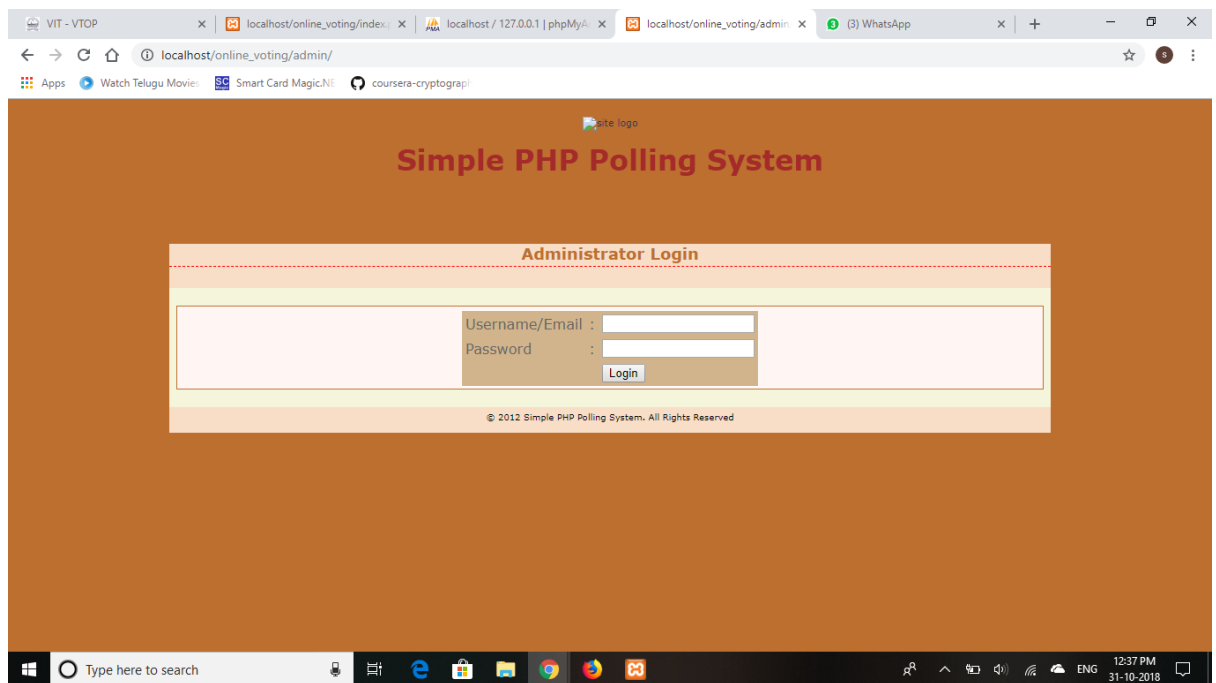 VIT - VTOP
localhost/online_voting/index.
localhost / 127.0.0.1 | phpMyA
localhost/online_voting/admin
(3) WhatsApp
localhost/online_voting/admin/
Apps
Watch Telugu Movies
Smart Card Magic.NE
coursera-cryptograp
site logo
Simple PHP Polling System
Administrator Login
Username/Email :
Password :
Login
© 2012 Simple PHP Polling System. All Rights Reserved
Type here to search
ENG
12:37 PM
31-10-2018